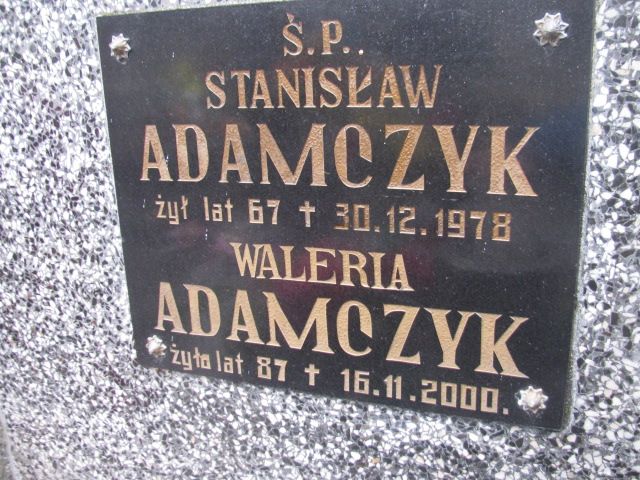 Ś.P..
STANISŁAW
ADAMCZYK
żył lat 67 † 30.12.1978
WALERIA
ADAMCZYK
żyła lat 87 † 16.11.2000.